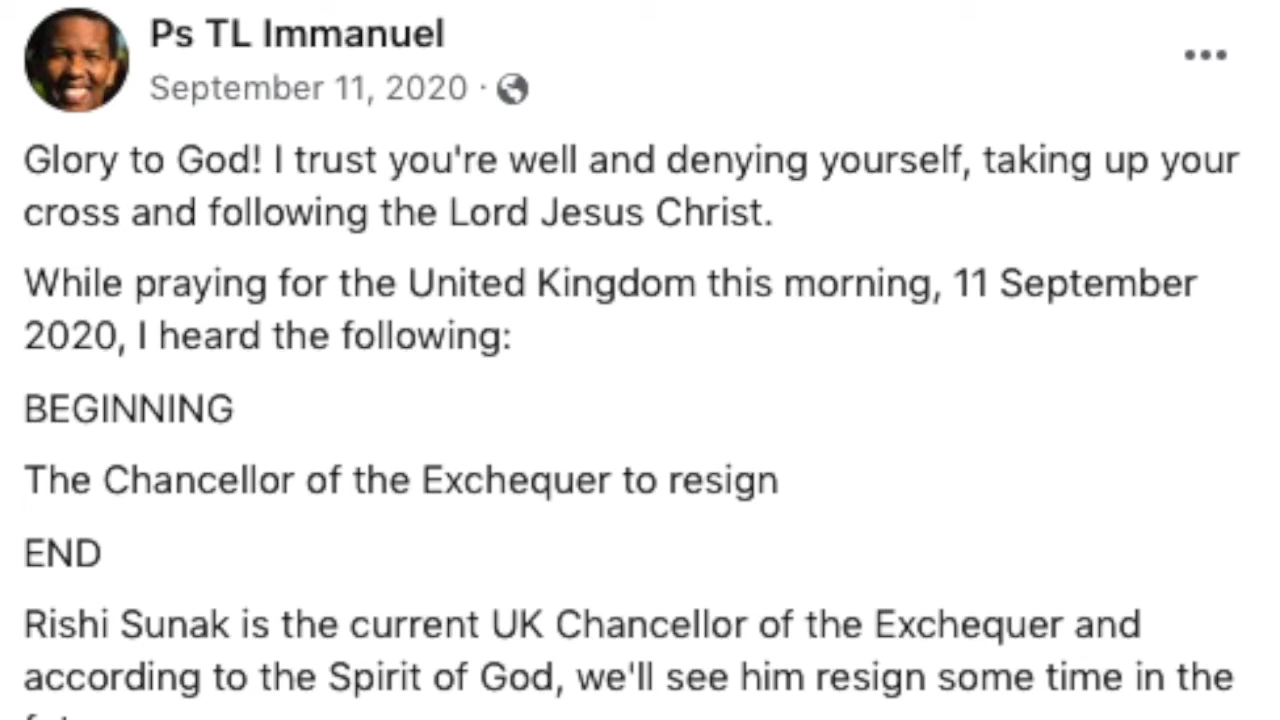 Ps TL Immanuel
September 11, 2020 ·
Glory to God! I trust you're well and denying yourself, taking up your
cross and following the Lord Jesus Christ.
While praying for the United Kingdom this morning, 11 September
2020, I heard the following:
BEGINNING
The Chancellor of the Exchequer to resign
END
Rishi Sunak is the current UK Chancellor of the Exchequer and
according to the Spirit of God, we'll see him resign some time in the